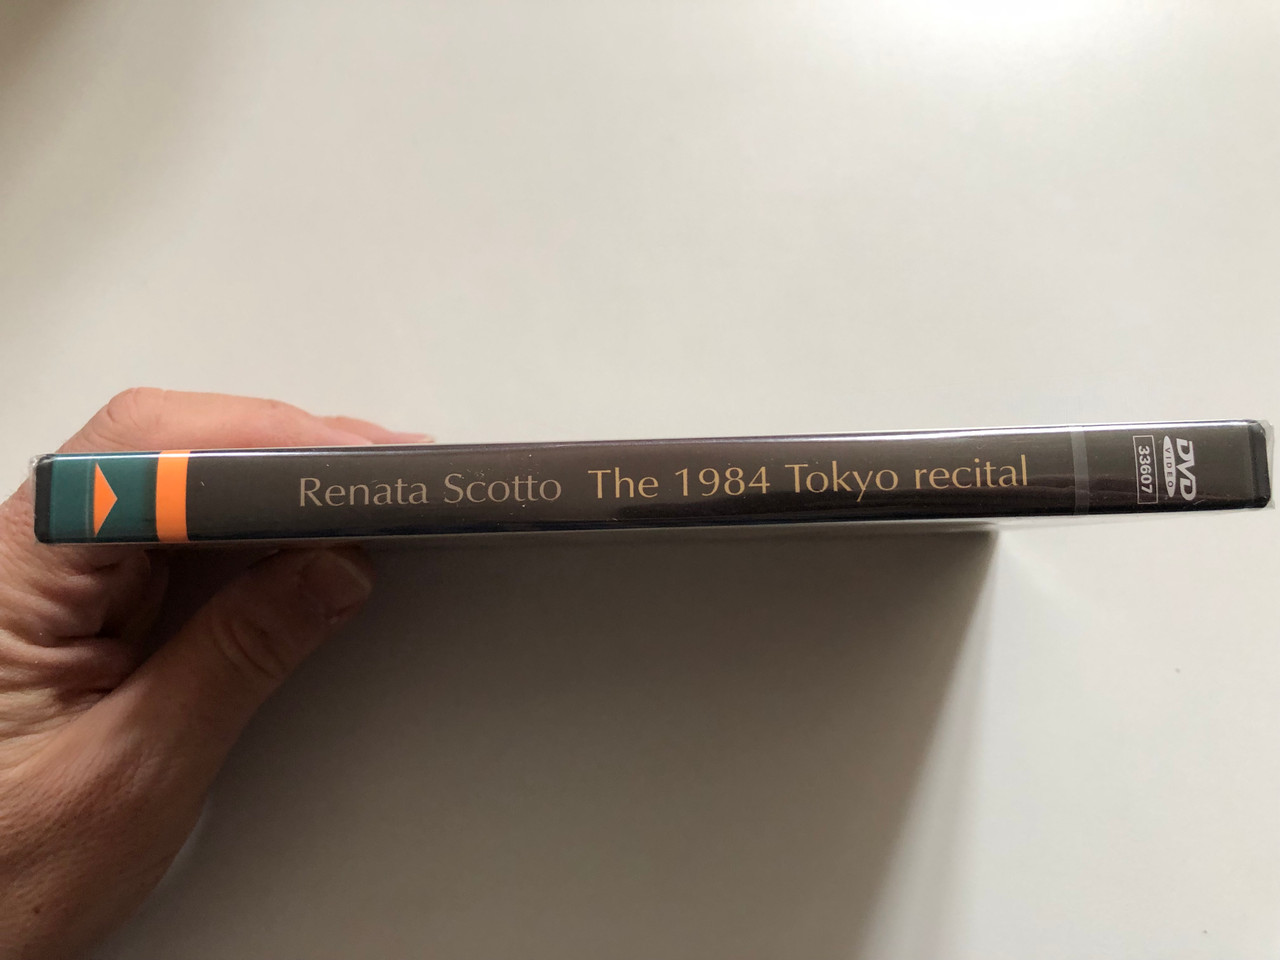 Renata Scotto The 1984 Tokyo recital
DVD
VIDEO
33607